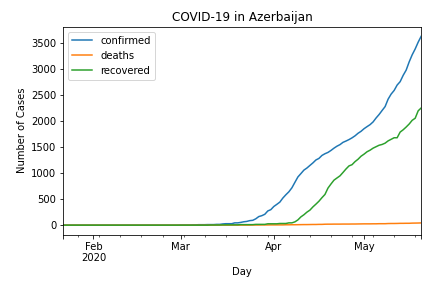 COVID-19 in Azerbaijan
confirmed
deaths
recovered
Number of Cases
3500
3000
2500
2000
1500
1000
500
0
Feb
2020
Mar
Apr
May
Day